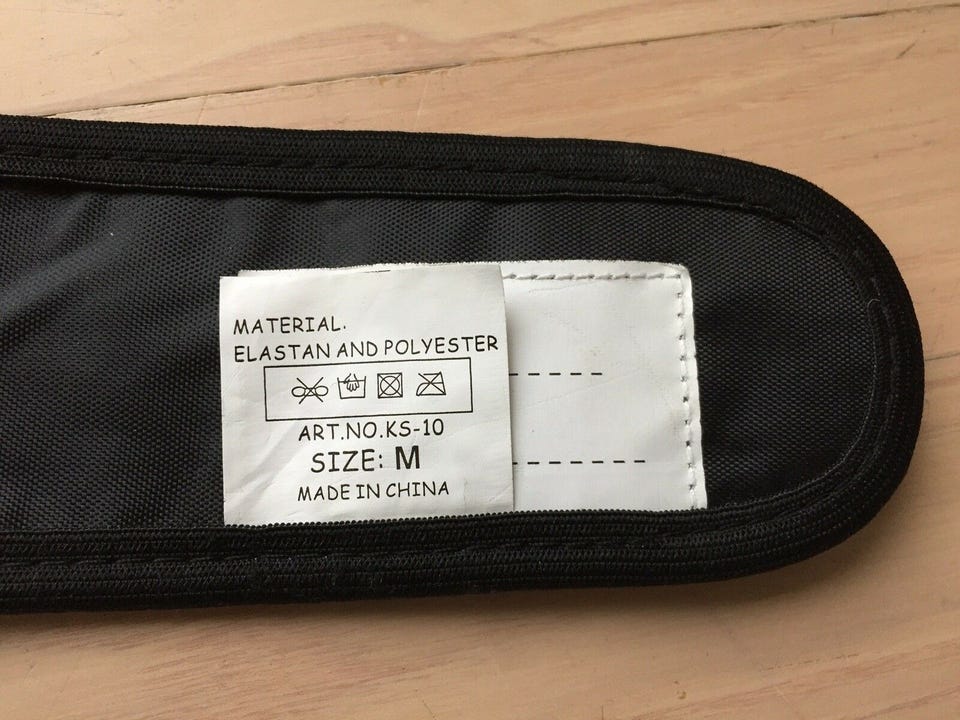 MATERIAL.
ELASTAN AND POLYESTER
ART.NO.KS-10
SIZE: M
MADE IN CHINA